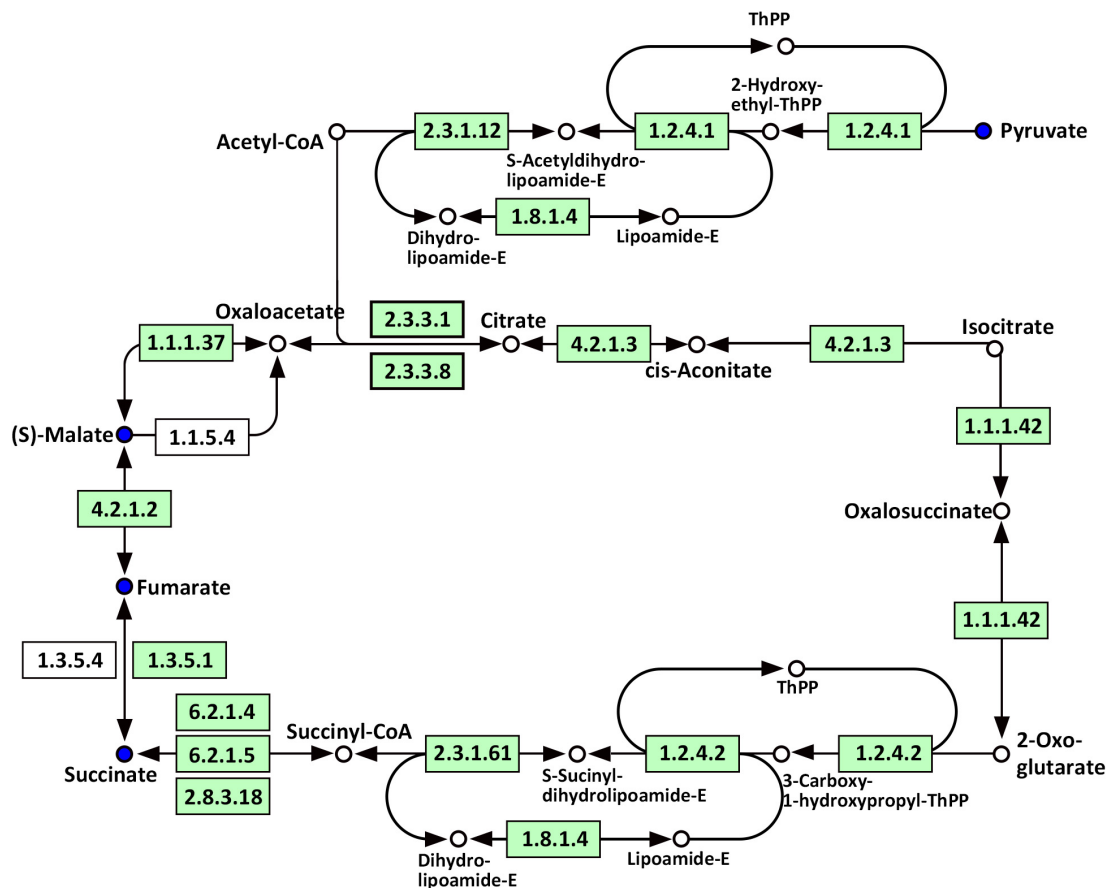 ThPP
2-Hydroxy-
ethyl-ThPP
Acetyl-CoA
2.3.1.12
1.2.4.1
1.2.4.1
Pyruvate
S-Acetyldihydro-
lipoamide-E
1.8.1.4
Dihydro-
lipoamide-E
Lipoamide-E
Oxaloacetate
2.3.3.1
Citrate
Isocitrate
1.1.1.37
4.2.1.3
4.2.1.3
2.3.3.8
cis-Aconitate
(S)-Malate
1.1.5.4
1.1.1.42
4.2.1.2
Oxalosuccinate
Fumarate
1.1.1.42
1.3.5.4
1.3.5.1
ThPP
6.2.1.4
Succinyl-CoA
6.2.1.5
2.3.1.61
1.2.4.2
1.2.4.2
2-Oxo-
glutarate
Succinate
S-Sucinyl-
dihydrolipoamide-E
3-Carboxy-
1-hydroxypropyl-ThPP
2.8.3.18
1.8.1.4
Dihydro-
lipoamide-E
Lipoamide-E